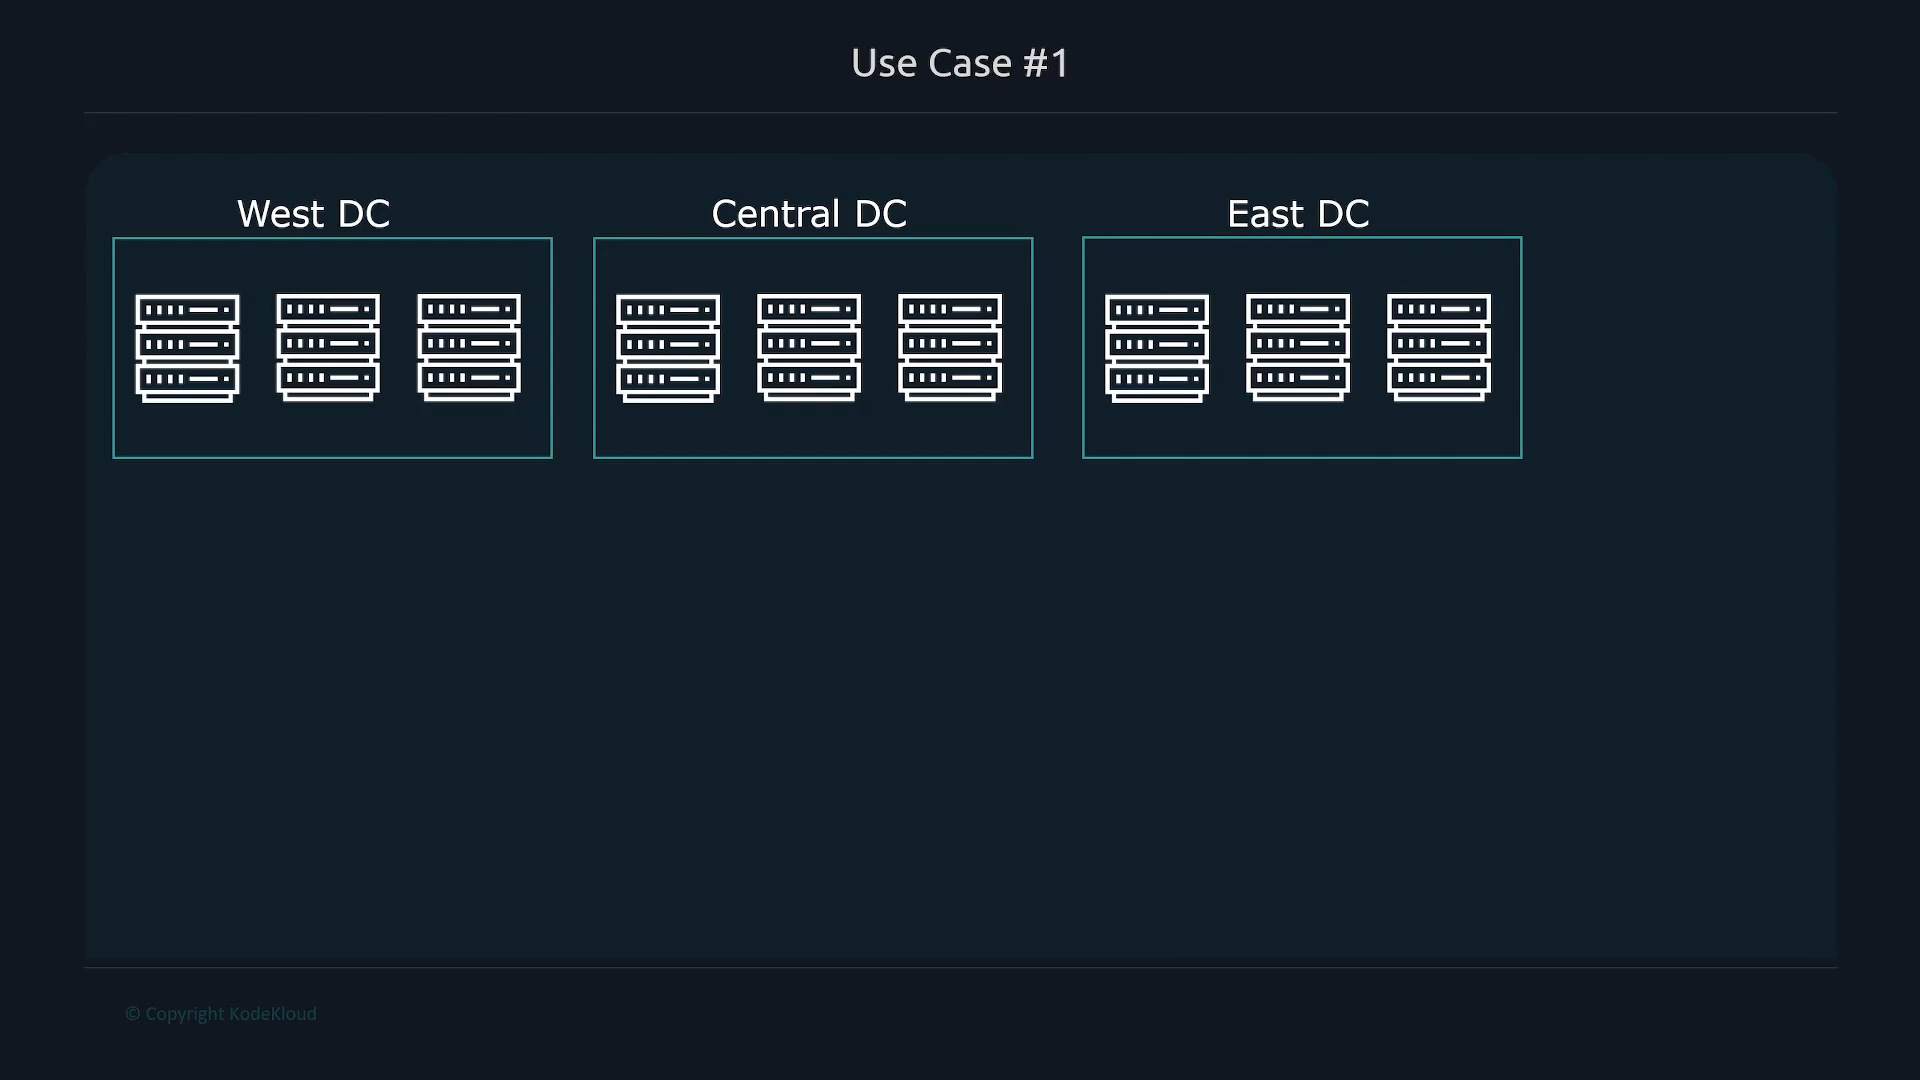 Use Case #1
West DC
Central DC
East DC
© Copyright KodeKloud